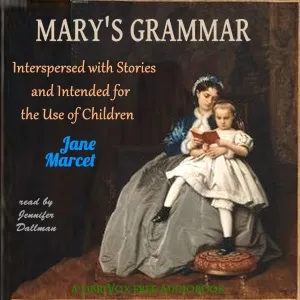 MARY'S GRAMMAR
Interspersed with Stories
and Intended for
the Use of Children
Jane
Marcet
read by
Jennifer
Dallman
A LIBRIVOX FREE AUDIOBOOK